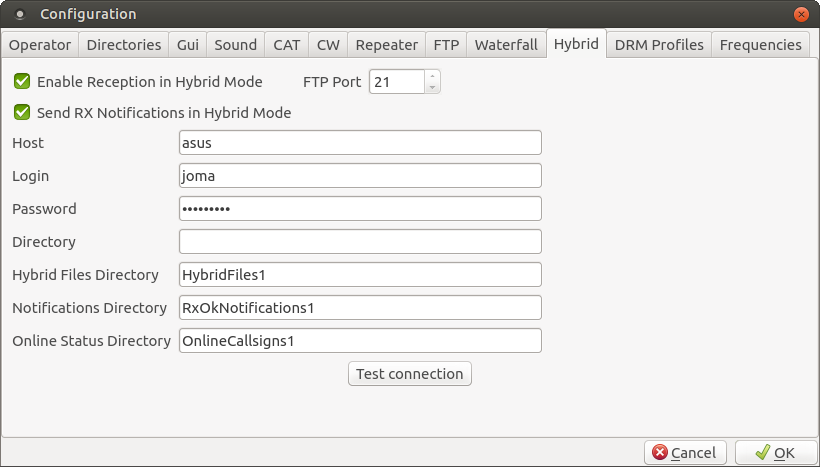 Configuration
Operator Directories Gui Sound CAT CW Repeater FTP Waterfall Hybrid DRM Profiles Frequencies
Enable Reception in Hybrid Mode FTP Port 21
Send RX Notifications in Hybrid Mode
Host asus
Login joma
Password •••••••••
Directory
Hybrid Files Directory HybridFiles1
Notifications Directory RxOkNotifications1
Online Status Directory OnlineCallsigns1
Test connection
Cancel OK